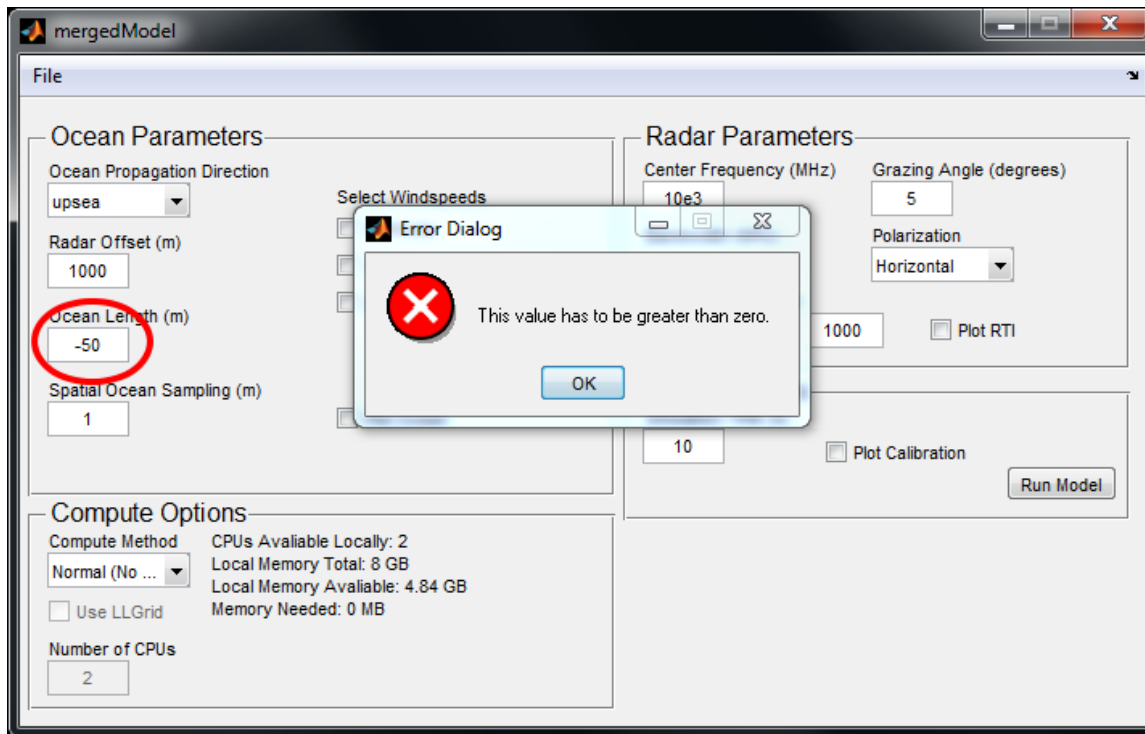 mergedModel
File
Ocean Parameters
Ocean Propagation Direction
upsea
Radar Offset (m)
1000
Ocean Length (m)
-50
Spatial Ocean Sampling (m)
1
Select Windspeeds
Radar Parameters
Center Frequency (MHz)
10e3
Grazing Angle (degrees)
5
Polarization
Horizontal
1000
Plot RTI
Error Dialog
This value has to be greater than zero.
OK
10
Plot Calibration
Run Model
Compute Options
Compute Method
Normal (No ...
Use LLGrid
Number of CPUs
2
CPUs Avaliable Locally: 2
Local Memory Total: 8 GB
Local Memory Avaliable: 4.84 GB
Memory Needed: 0 MB